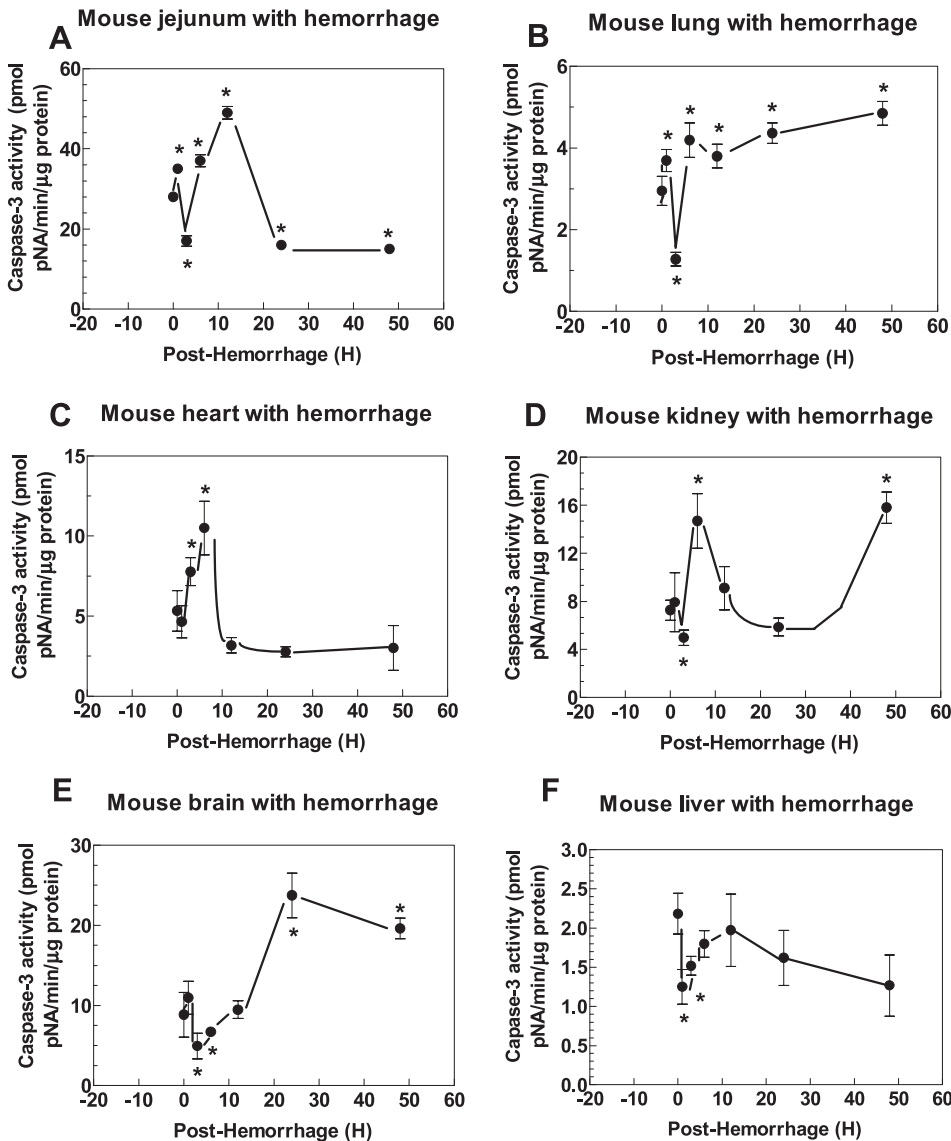 A
Mouse jejunum with hemorrhage
Caspase-3 activity (pmol
pNA/min/µg protein)
60
40
20
0
-20 -10 0 10 20 30 40 50 60
Post-Hemorrhage (H)
*
*
*
*
*
*
B
Mouse lung with hemorrhage
Caspase-3 activity (pmol
pNA/min/µg protein)
6
4
2
0
-20 -10 0 10 20 30 40 50 60
Post-Hemorrhage (H)
*
*
*
*
*
*
C
Mouse heart with hemorrhage
Caspase-3 activity (pmol
pNA/min/µg protein)
15
10
5
0
-20 -10 0 10 20 30 40 50 60
Post-Hemorrhage (H)
*
*
D
Mouse kidney with hemorrhage
Caspase-3 activity (pmol
pNA/min/µg protein)
20
16
12
8
4
0
-20 -10 0 10 20 30 40 50 60
Post-Hemorrhage (H)
*
*
*
E
Mouse brain with hemorrhage
Caspase-3 activity (pmol
pNA/min/µg protein)
30
20
10
0
-20 -10 0 10 20 30 40 50 60
Post-Hemorrhage (H)
*
*
*
*
F
Mouse liver with hemorrhage
Capase-3 activity (pmol
pNA/min/µg protein)
3.0
2.5
2.0
1.5
1.0
0.5
0.0
-20 -10 0 10 20 30 40 50 60
Post-Hemorrhage (H)
*
*